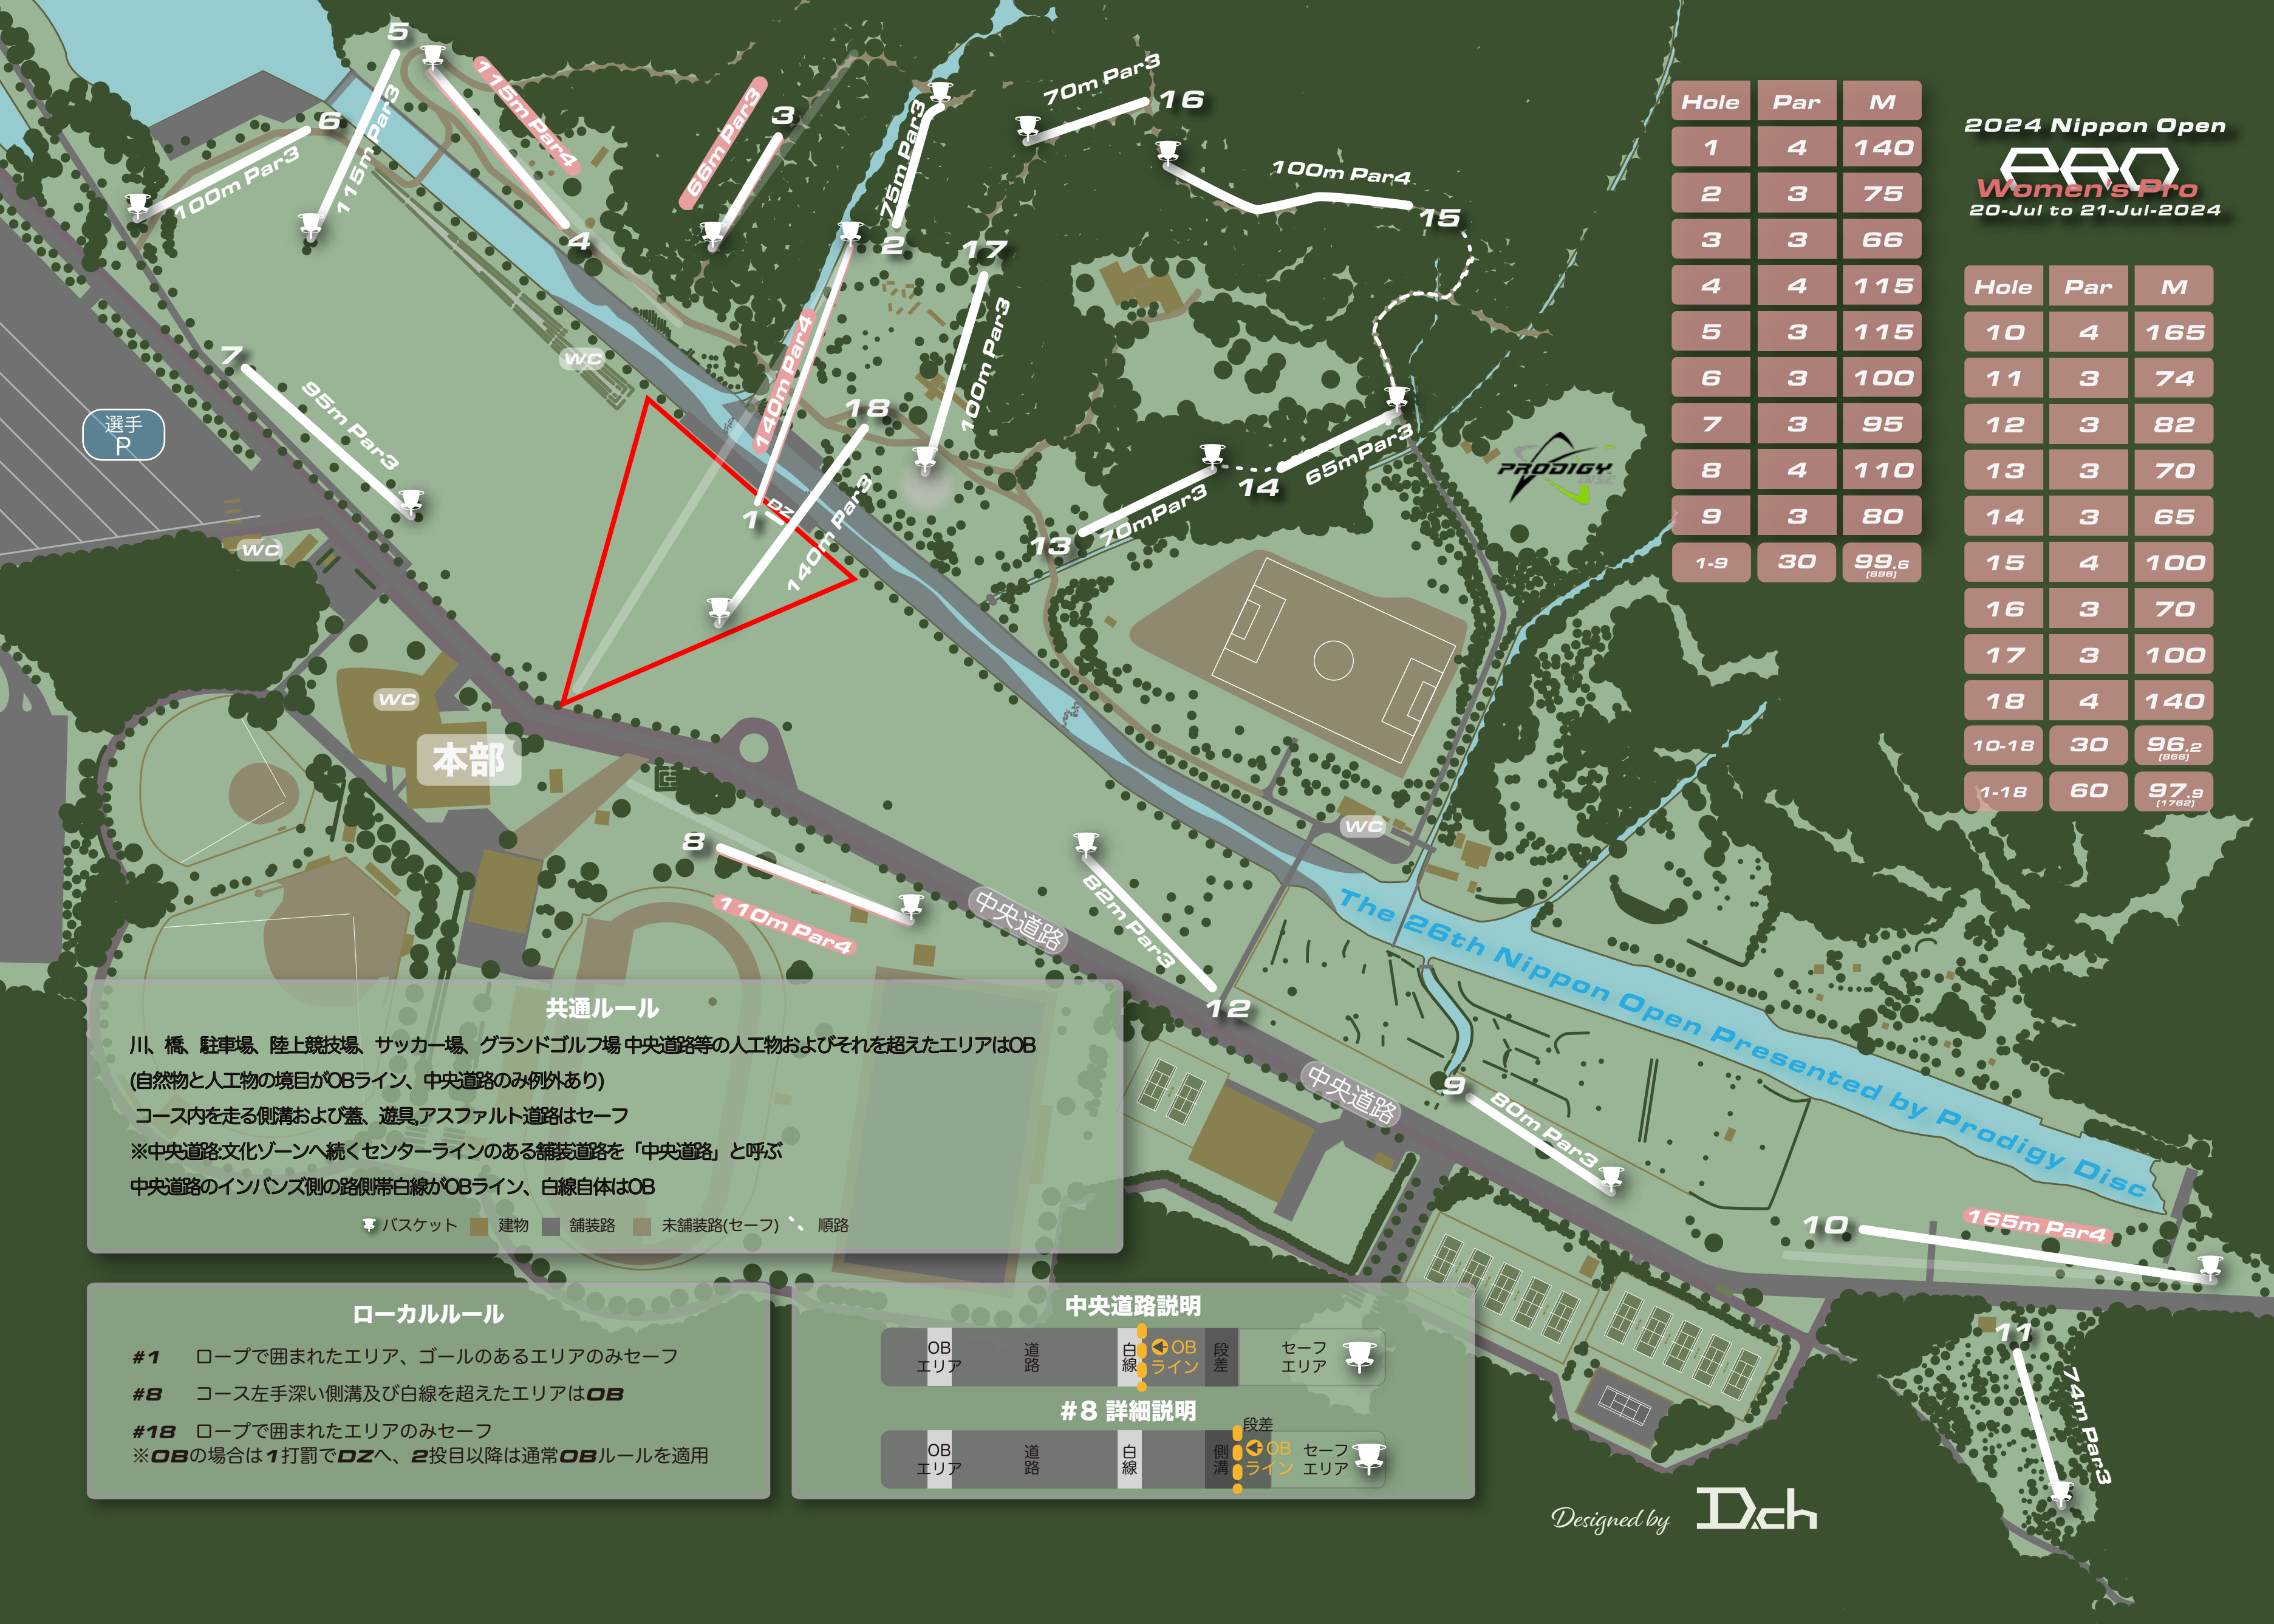 2024 Nippon Open
Women's Pro
20-Jul to 21-Jul-2024
Hole Par M
1 4 140
2 3 75
3 3 66
4 4 115
5 3 115
6 3 100
7 3 95
8 4 110
9 3 80
1-9 30 99.6
(896)
Hole Par M
10 4 165
11 3 74
12 3 82
13 3 70
14 3 65
15 4 100
16 3 70
17 3 100
18 4 140
10-18 30 96.2
(866)
1-18 60 97.9
(1762)
5
115m Par3
6
100m Par3
115m Par4
4
66m Par3
3
75m Par3
2
70m Par3
16
100m Par4
15
17
100m Par3
7
95m Par3
選手
P
WC
WC
WC
WC
140m Par4
1
DZ
18
140m Par3
13
70mPar3
14
65mPar3
PRODIGY
DISC
本部
8
110m Par4
中央道路
82m Par3
12
中央道路
9
80m Par3
The 26th Nippon Open Presented by Prodigy Disc
10
165m Par4
11
74m Par3
共通ルール
川、橋、駐車場、陸上競技場、サッカー場、グランドゴルフ場 中央道路等の人工物およびそれを超えたエリアはOB
(自然物と人工物の境目がOBライン、中央道路のみ例外あり)
コース内を走る側溝および蓋、遊具,アスファルト道路はセーフ
※中央道路:文化ゾーンへ続くセンターラインのある舗装道路を「中央道路」と呼ぶ
中央道路のインバンズ側の路側帯白線がOBライン、白線自体はOB
バスケット 建物 舗装路 未舗装路(セーフ) 順路
ローカルルール
#1 ロープで囲まれたエリア、ゴールのあるエリアのみセーフ
#8 コース左手深い側溝及び白線を超えたエリアはOB
#18 ロープで囲まれたエリアのみセーフ
※OBの場合は1打罰でDZへ、2投目以降は通常OBルールを適用
中央道路説明
OB
エリア
道路
白線
OB
ライン
段差
セーフ
エリア
#8 詳細説明
段差
OB
エリア
道路
白線
側溝
OB
ライン
セーフ
エリア
Designed by Dch